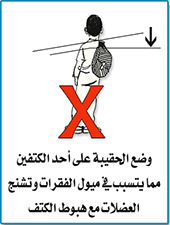 وضع الحقيبة على أحد الكتفين
مما يتسبب في ميول الفقرات وتشنج
العضلات مع هبوط الكتف